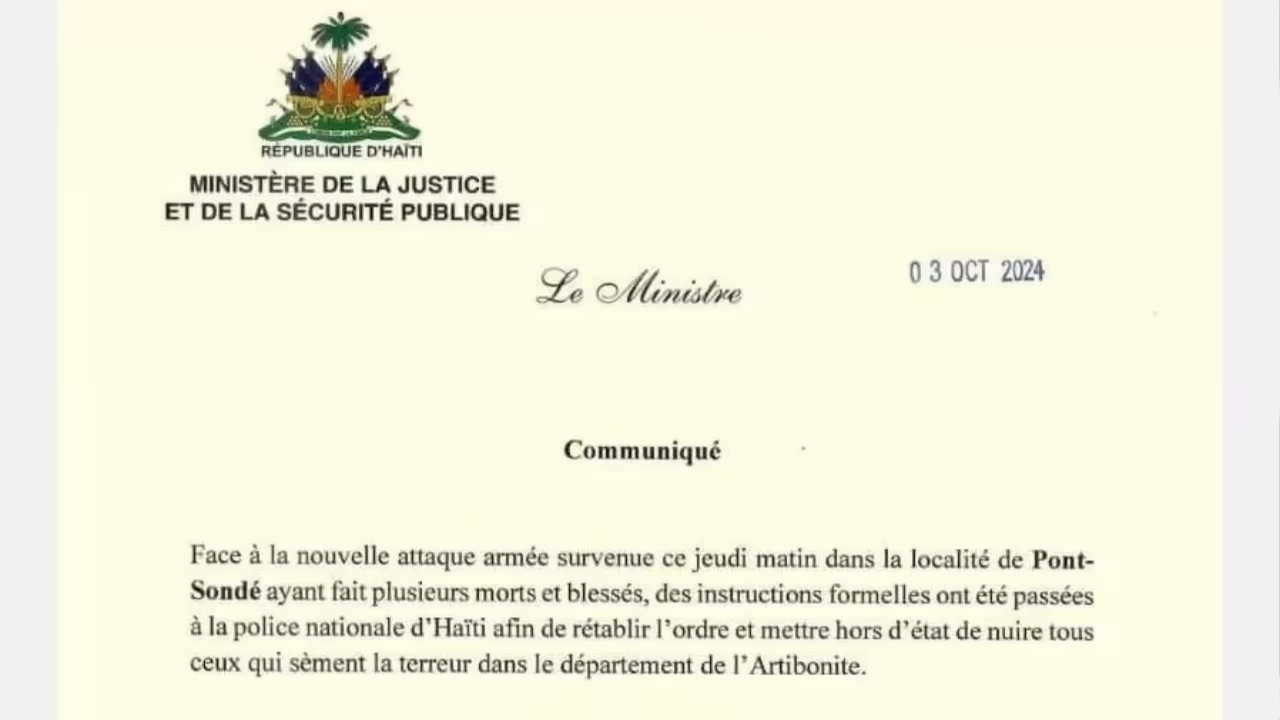 RÉPUBLIQUE D'HAÏTI
MINISTÈRE DE LA JUSTICE
ET DE LA SÉCURITÉ PUBLIQUE
Le Ministre
03 OCT 2024
Communiqué
Face à la nouvelle attaque armée survenue ce jeudi matin dans la localité de Pont-
Sondé ayant fait plusieurs morts et blessés, des instructions formelles ont été passées
à la police nationale d'Haïti afin de rétablir l'ordre et mettre hors d'état de nuire tous
ceux qui sèment la terreur dans le département de l'Artibonite.